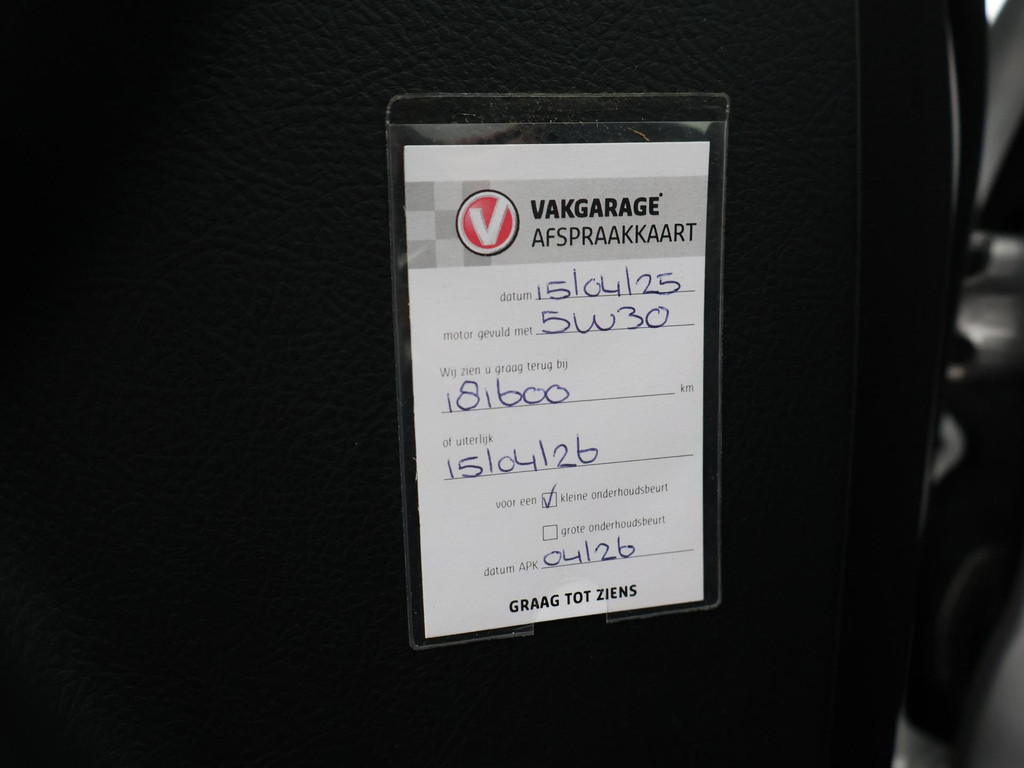 V VAKGARAGE
AFSPRAAKKAART
datum 15/04/25
motor gevuld met 5W30
Wij zien u graag terug bij
181600 km
of uiterlijk
15/04/26
voor een kleine onderhoudsbeurt
grote onderhoudsbeurt
datum APK 04/26
GRAAG TOT ZIENS